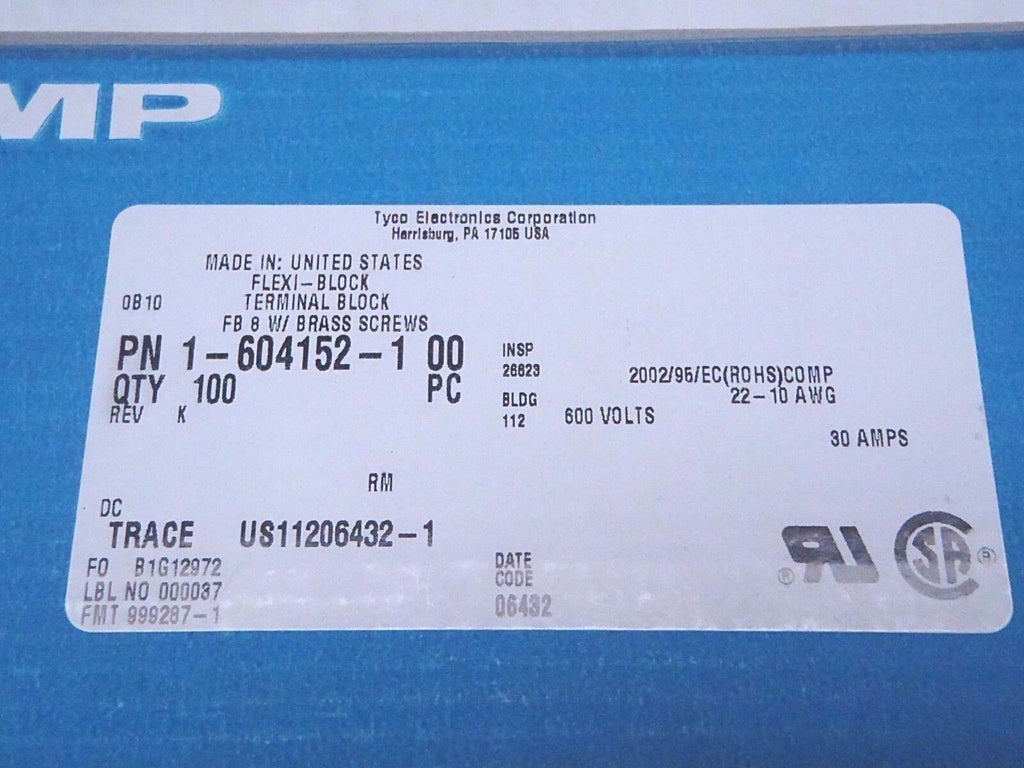 MP
Tyco Electronics Corporation
Harrisburg, PA 17105 USA
MADE IN: UNITED STATES
FLEXI-BLOCK
0B10 TERMINAL BLOCK
FB 8 W/ BRASS SCREWS
PN 1-604152-1 00
QTY 100 PC
REV K
INSP
26623
BLDG
112
2002/95/EC(ROHS)COMP
22-10 AWG
600 VOLTS
30 AMPS
RM
DC
TRACE US11206432-1
FO B1G12972
LBL NO 000037
FMT 999287-1
DATE
CODE
06432
® RU
SA ®